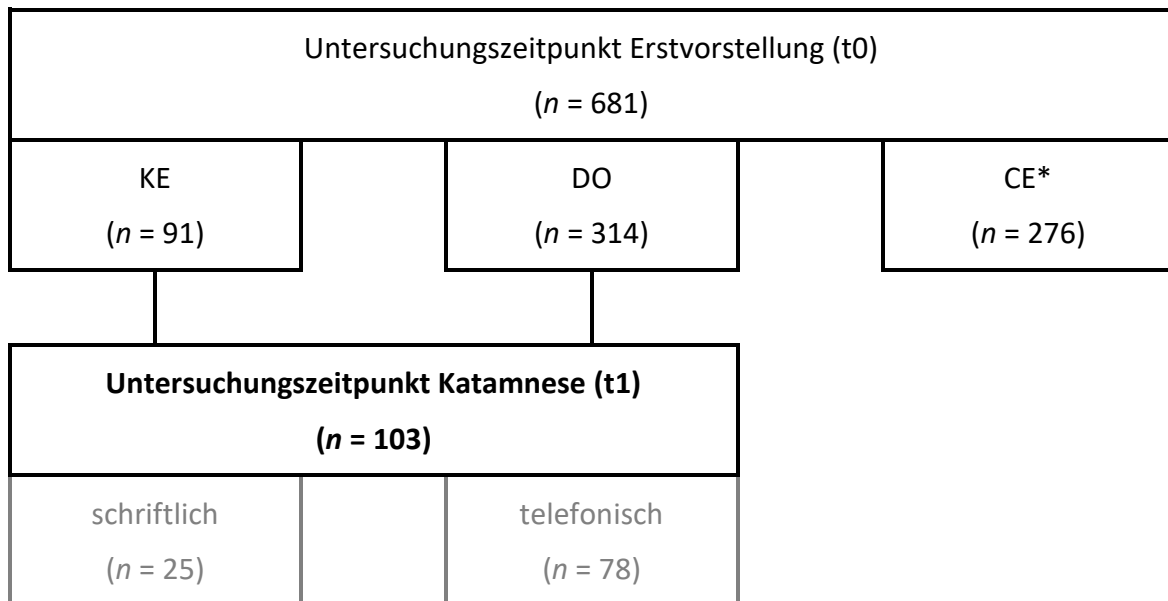 Untersuchungszeitpunkt Erstvorstellung (t0)
(n = 681)
KE
(n = 91)
DO
(n = 314)
CE*
(n = 276)
Untersuchungszeitpunkt Katamnese (t1)
(n = 103)
schriftlich
(n = 25)
telefonisch
(n = 78)